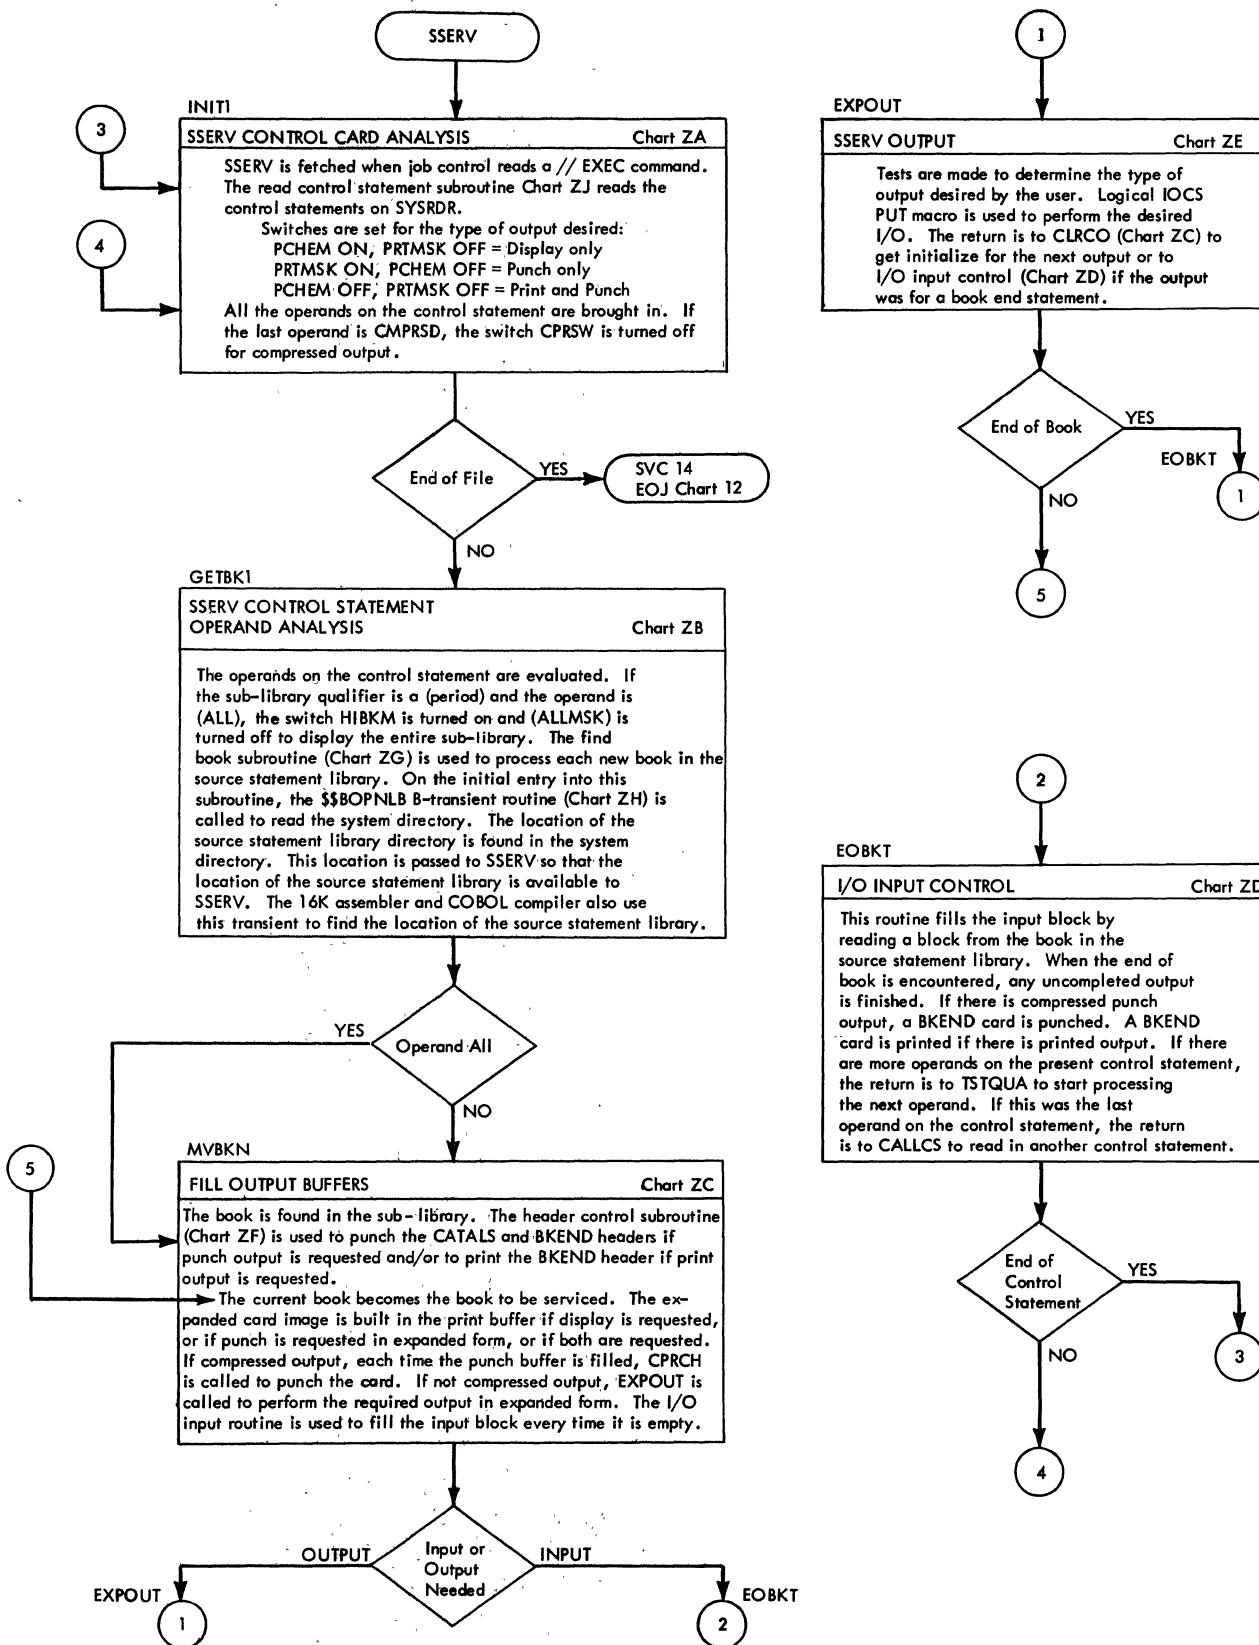 SSERV
INIT1
3
SSERV CONTROL CARD ANALYSIS Chart ZA
SSERV is fetched when job control reads a // EXEC command.
The read control statement subroutine Chart ZJ reads the
control statements on SYSRDR.
Switches are set for the type of output desired:
PCHEM ON, PRTMSK OFF = Display only
PRTMSK ON, PCHEM OFF = Punch only
PCHEM OFF, PRTMSK OFF = Print and Punch
4
All the operands on the control statement are brought in. If
the last operand is CMPRSD, the switch CPRSW is turned off
for compressed output.
End of File
YES
SVC 14
EOJ Chart 12
NO
GETBK1
SSERV CONTROL STATEMENT
OPERAND ANALYSIS Chart ZB
The operands on the control statement are evaluated. If
the sub-library qualifier is a (period) and the operand is
(ALL), the switch HIBKM is turned on and (ALLMSK) is
turned off to display the entire sub-library. The find
book subroutine (Chart ZG) is used to process each new book in the
source statement library. On the initial entry into this
subroutine, the $$BOPNLB B-transient routine (Chart ZH) is
called to read the system directory. The location of the
source statement library directory is found in the system
directory. This location is passed to SSERV so that the
location of the source statement library is available to
SSERV. The 16K assembler and COBOL compiler also use
this transient to find the location of the source statement library.
YES
Operand All
NO
MVBKN
5
FILL OUTPUT BUFFERS Chart ZC
The book is found in the sub-library. The header control subroutine
(Chart ZF) is used to punch the CATALS and BKEND headers if
punch output is requested and/or to print the BKEND header if print
output is requested.
The current book becomes the book to be serviced. The ex-
panded card image is built in the print buffer if display is requested,
or if punch is requested in expanded form, or if both are requested.
If compressed output, each time the punch buffer is filled, CPRCH
is called to punch the card. If not compressed output, EXPOUT is
called to perform the required output in expanded form. The I/O
input routine is used to fill the input block every time it is empty.
OUTPUT
Input or
Output
Needed
INPUT
EXPOUT
1
EOBKT
2
1
EXPOUT
SSERV OUTPUT Chart ZE
Tests are made to determine the type of
output desired by the user. Logical IOCS
PUT macro is used to perform the desired
I/O. The return is to CLRCO (Chart ZC) to
get initialize for the next output or to
I/O input control (Chart ZD) if the output
was for a book end statement.
End of Book
YES
EOBKT
1
NO
5
2
EOBKT
I/O INPUT CONTROL Chart ZD
This routine fills the input block by
reading a block from the book in the
source statement library. When the end of
book is encountered, any uncompleted output
is finished. If there is compressed punch
output, a BKEND card is punched. A BKEND
card is printed if there is printed output. If there
are more operands on the present control statement,
the return is to TSTQUA to start processing
the next operand. If this was the last
operand on the control statement, the return
is to CALLCS to read in another control statement.
End of
Control
Statement
YES
3
NO
4